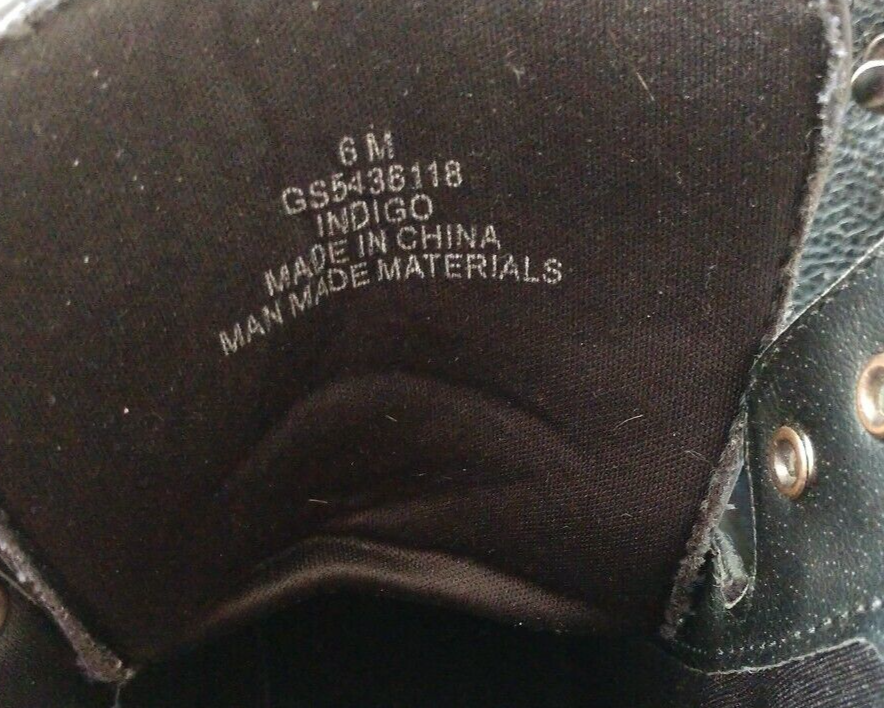 6 M
GS5436118
INDIGO
MADE IN CHINA
MAN MADE MATERIALS